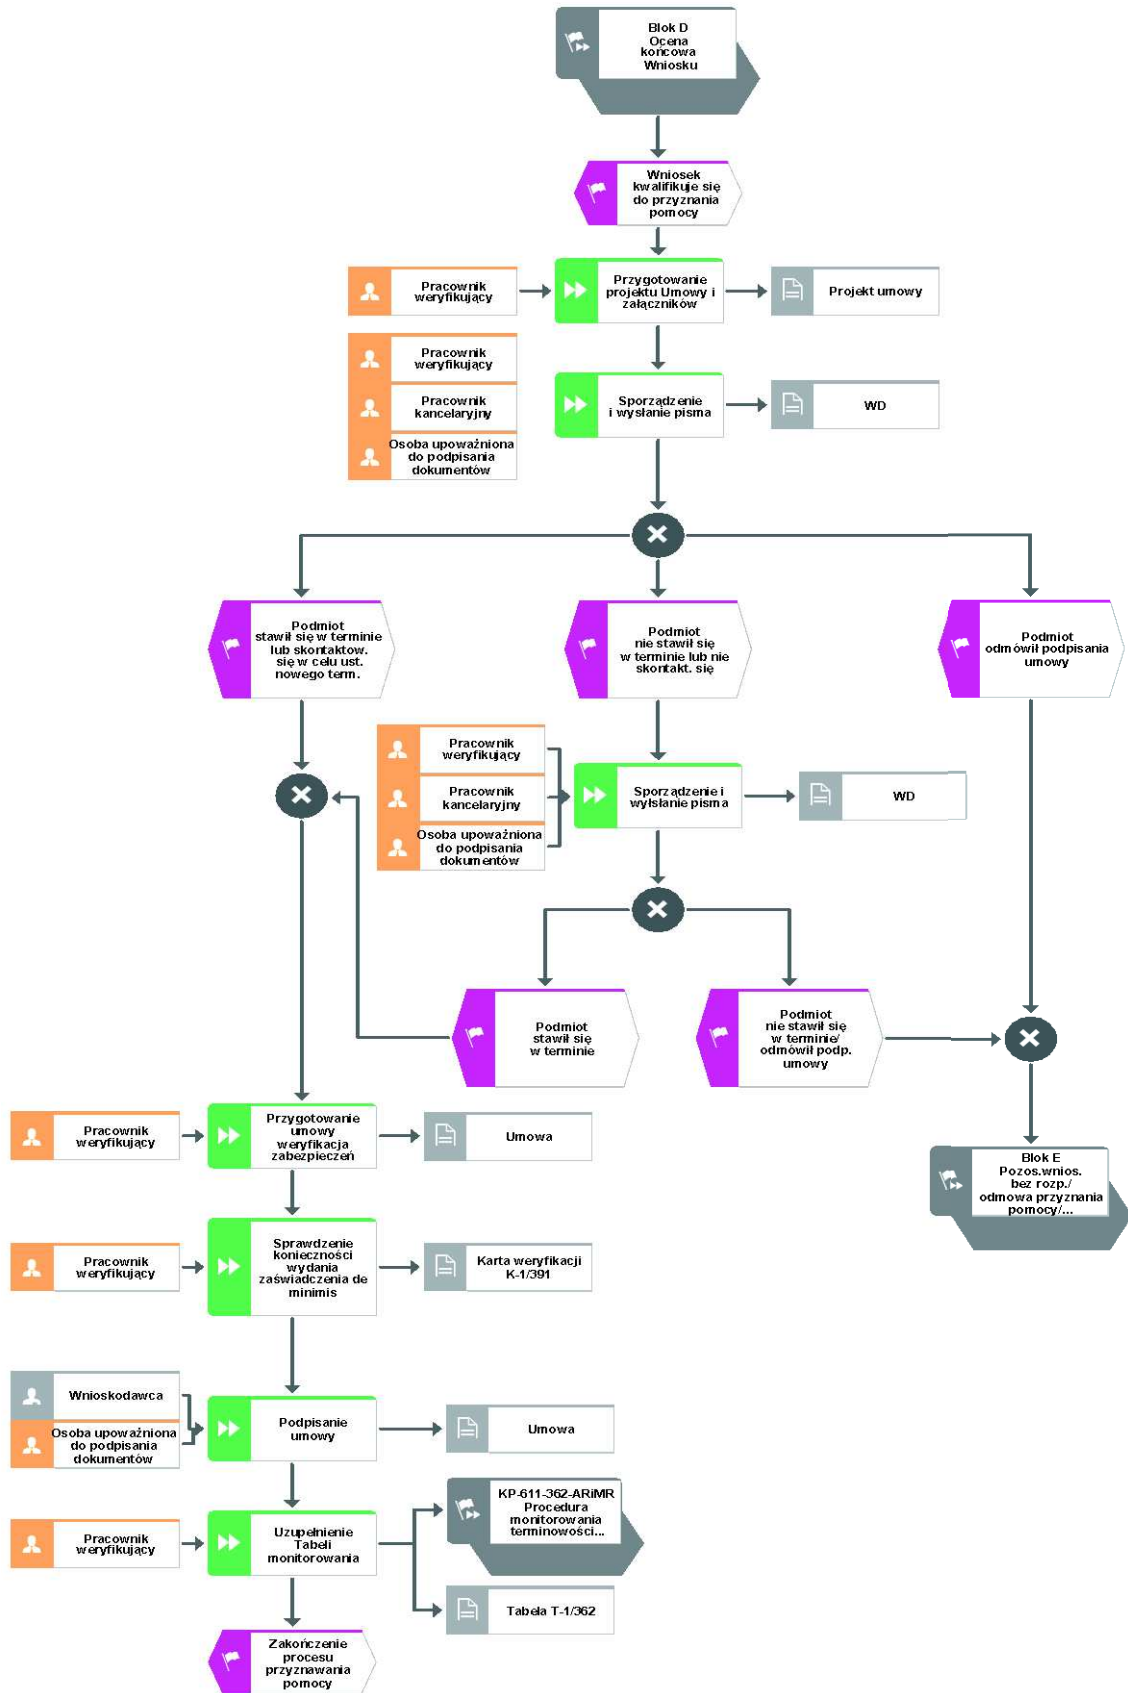 Blok D
Ocena
końcowa
Wniosku
Wniosek
kwalifikuje się
do przyznania
pomocy
Pracownik
weryfikujący
Przygotowanie
projektu Umowy i
załączników
Projekt umowy
Pracownik
weryfikujący
Pracownik
kancelaryjny
Osoba upoważniona
do podpisania
dokumentów
Sporządzenie
i wysłanie pisma
WD
Podmiot
stawił się w terminie
lub skontaktow.
się w celu ust.
nowego term.
Podmiot
nie stawił się
w terminie lub nie
skontakt. się
Podmiot
odmówił podpisania
umowy
Pracownik
weryfikujący
Pracownik
kancelaryjny
Osoba upoważniona
do podpisania
dokumentów
Sporządzenie i
wyłsłanie pisma
WD
Podmiot
stawił się
w terminie
Podmiot
nie stawił się
w terminie/
odmówił podp.
umowy
Pracownik
weryfikujący
Przygotowanie
umowy
weryfikacja
zabezpieczeń
Umowa
Blok E
Pozos.wnios.
bez rozp./
odmowa przyznania
pomocy/...
Pracownik
weryfikujący
Sprawdzenie
konieczności
wydania
zaświadczenia de
minimis
Karta weryfikacji
K-1/391
Wnioskodawca
Osoba upoważniona
do podpisania
dokumentów
Podpisanie
umowy
Umowa
Pracownik
weryfikujący
Uzupełnienie
Tabeli
monitorowania
KP-611-362-ARiMR
Procedura
monitorowania
terminowości...
Tabela T-1/362
Zakończenie
procesu
przyznawania
pomocy